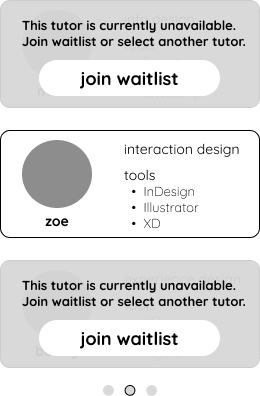 This tutor is currently unavailable.
Join waitlist or select another tutor.
join waitlist
interaction design
tools
• InDesign
• Illustrator
• XD
zoe
This tutor is currently unavailable.
Join waitlist or select another tutor.
join waitlist